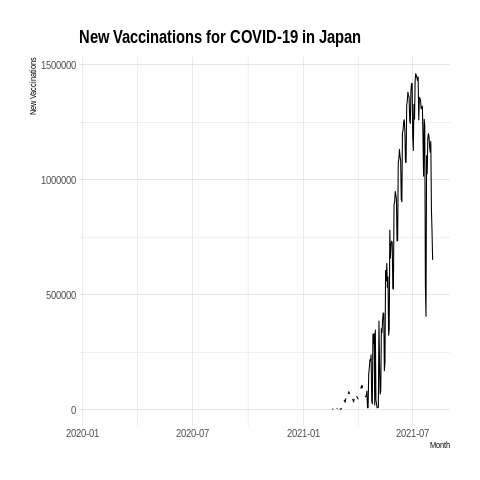 New Vaccinations for COVID-19 in Japan
New Vaccinations
1500000
1000000
500000
0
2020-01 2020-07 2021-01 2021-07
Month